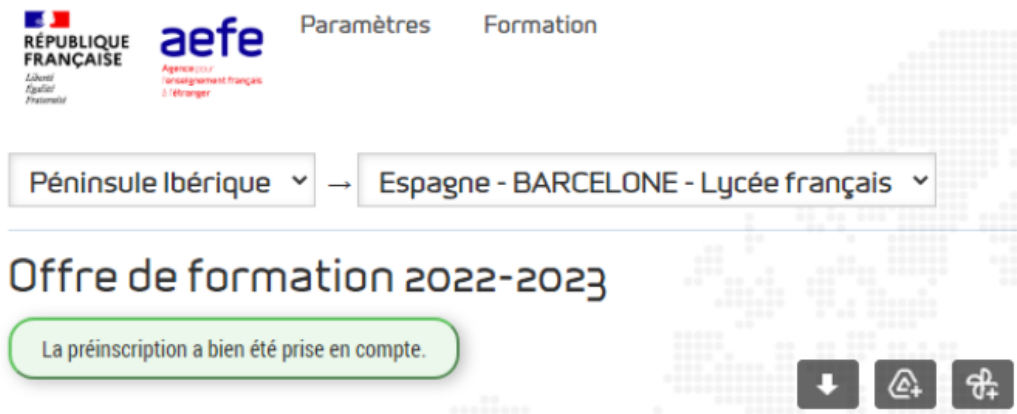 RÉPUBLIQUE
FRANÇAISE
Liberté
Égalité
Fraternité
aefe
Agence pour
l'enseignement français
à l'étranger
Paramètres Formation
Péninsule Ibérique → Espagne - BARCELONE - Lycée français
Offre de formation 2022-2023
La préinscription a bien été prise en compte.